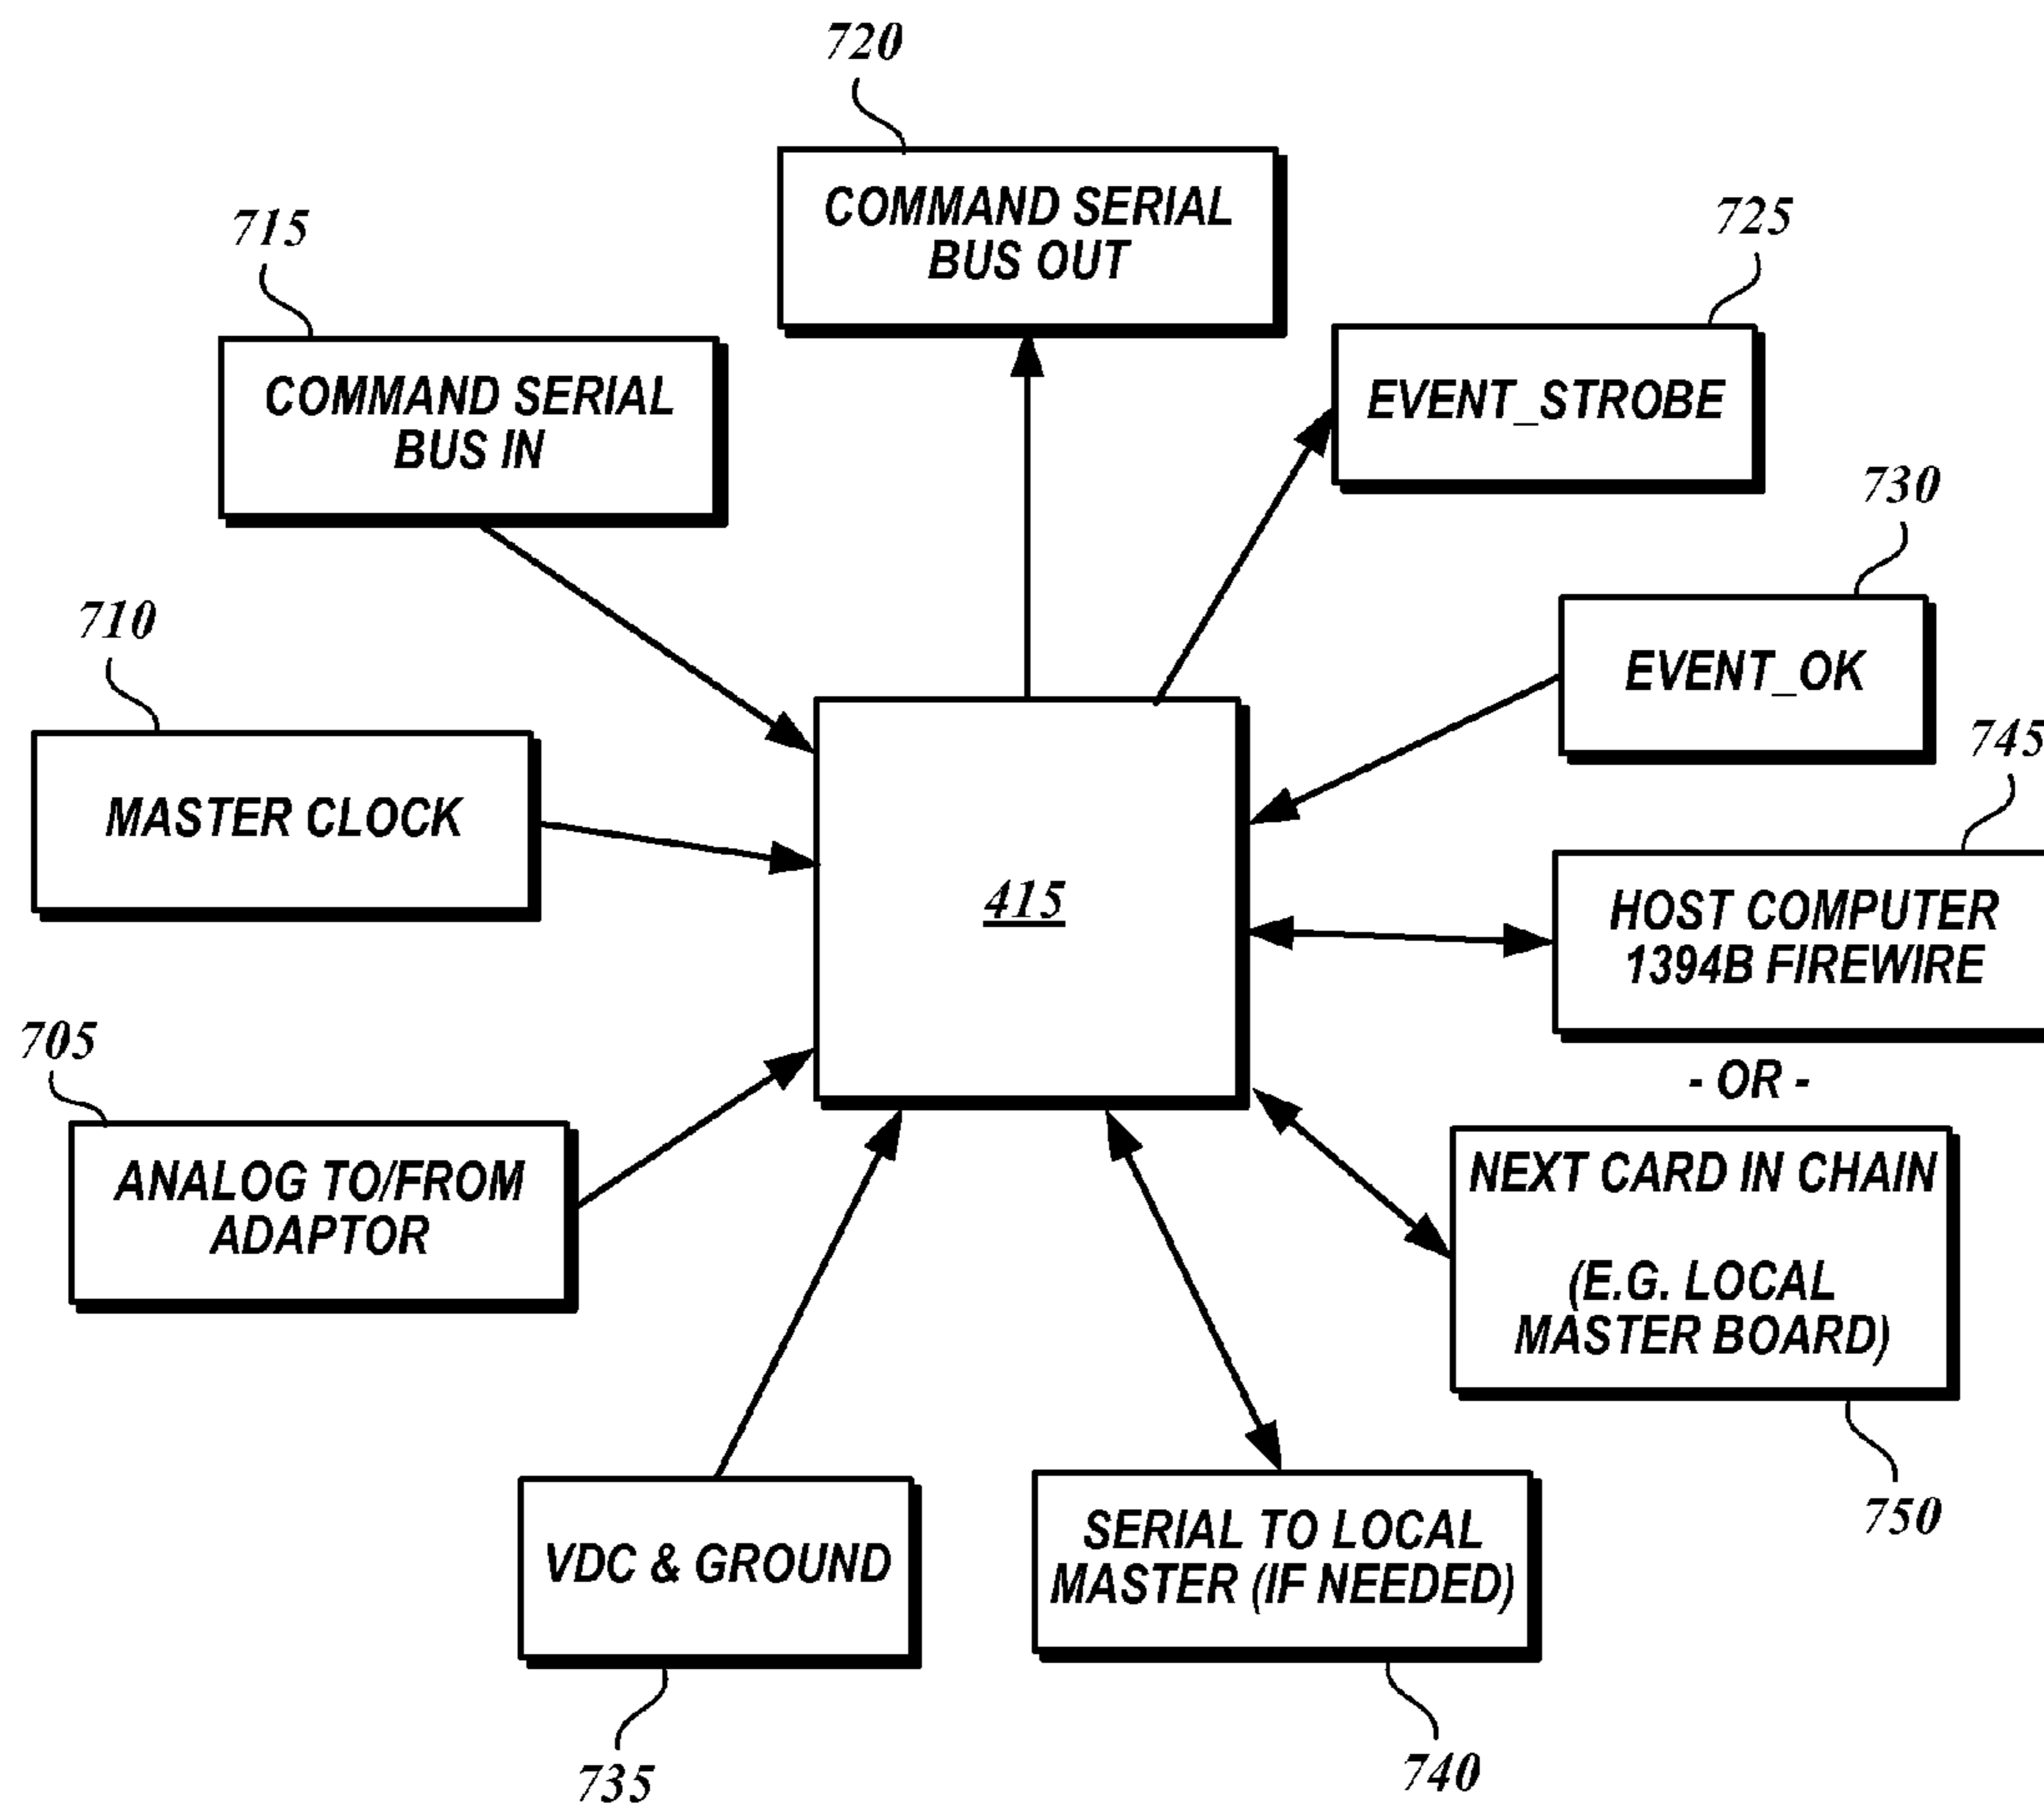 720
COMMAND SERIAL
BUS OUT
715
COMMAND SERIAL
BUS IN
725
EVENT_STROBE
730
EVENT_OK
710
MASTER CLOCK
745
HOST COMPUTER
1394B FIREWIRE
415
- OR -
705
ANALOG TO/FROM
ADAPTOR
NEXT CARD IN CHAIN
(E.G. LOCAL
MASTER BOARD)
750
VDC & GROUND
735
SERIAL TO LOCAL
MASTER (IF NEEDED)
740